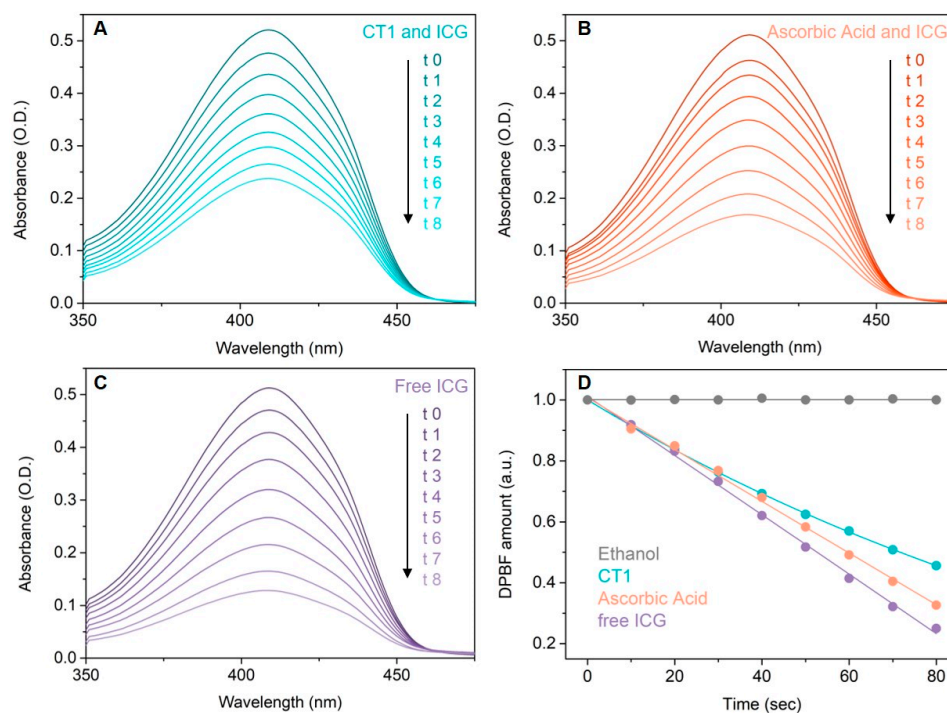 A
CT1 and ICG
t 0
t 1
t 2
t 3
t 4
t 5
t 6
t 7
t 8
0.5
0.4
0.3
0.2
0.1
0.0
Absorbance (O.D.)
350
400
450
Wavelength (nm)
B
Ascorbic Acid and ICG
t 0
t 1
t 2
t 3
t 4
t 5
t 6
t 7
t 8
0.5
0.4
0.3
0.2
0.1
0.0
Absorbance (O.D.)
350
400
450
Wavelength (nm)
C
Free ICG
t 0
t 1
t 2
t 3
t 4
t 5
t 6
t 7
t 8
0.5
0.4
0.3
0.2
0.1
0.0
Absorbance (O.D.)
350
400
450
Wavelength (nm)
D
1.0
0.8
0.6
0.4
0.2
DPBF amount (a.u.)
Ethanol
CT1
Ascorbic Acid
free ICG
0
20
40
60
80
Time (sec)